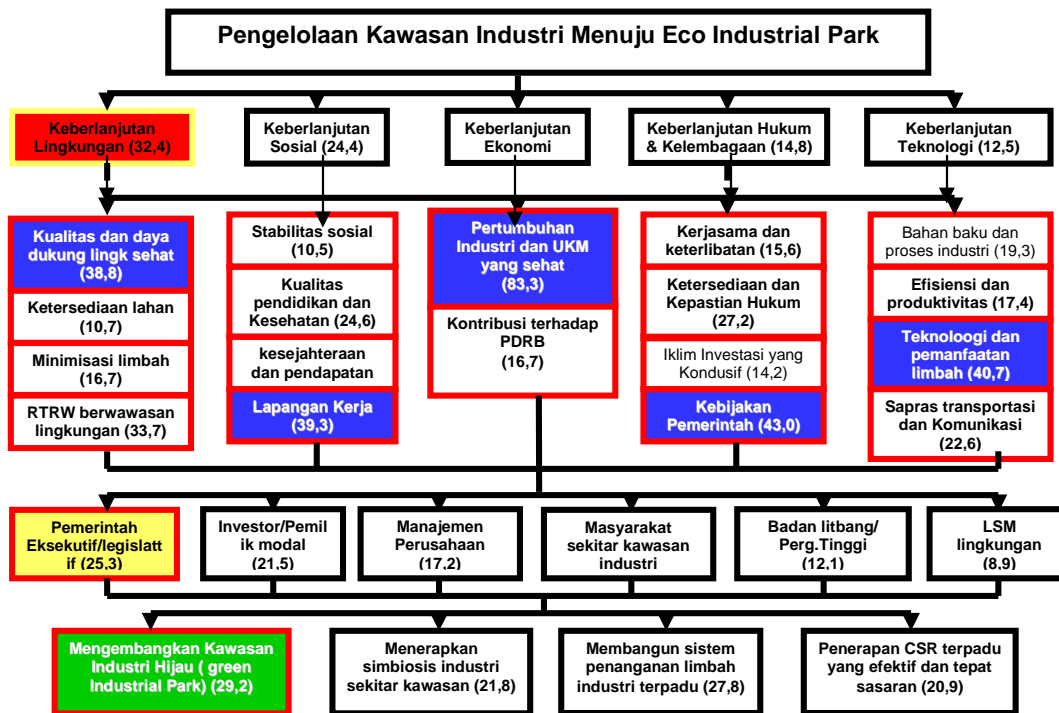 Pengelolaan Kawasan Industri Menuju Eco Industrial Park
Keberlanjutan
Lingkungan (32,4)
Keberlanjutan
Sosial (24,4)
Keberlanjutan
Ekonomi
Keberlanjutan Hukum
& Kelembagaan (14,8)
Keberlanjutan
Teknologi (12,5)
Kualitas dan daya
dukung lingk sehat
(38,8)
Ketersediaan lahan
(10,7)
Minimisasi limbah
(16,7)
RTRW berwawasan
lingkungan (33,7)
Stabilitas sosial
(10,5)
Kualitas
pendidikan dan
Kesehatan (24,6)
kesejahteraan
dan pendapatan
Lapangan Kerja
(39,3)
Pertumbuhan
Industri dan UKM
yang sehat
(83,3)
Kontribusi terhadap
PDRB
(16,7)
Kerjasama dan
keterlibatan (15,6)
Ketersediaan dan
Kepastian Hukum
(27,2)
Iklim Investasi yang
Kondusif (14,2)
Kebijakan
Pemerintah (43,0)
Bahan baku dan
proses industri (19,3)
Efisiensi dan
produktivitas (17,4)
Teknoloogi dan
pemanfaatan
limbah (40,7)
Sapras transportasi
dan Komunikasi
(22,6)
Pemerintah
Eksekutif/legislatt
if (25,3)
Investor/Pemil
ik modal
(21,5)
Manajemen
Perusahaan
(17,2)
Masyarakat
sekitar kawasan
industri
Badan litbang/
Perg.Tinggi
(12,1)
LSM
lingkungan
(8,9)
Mengembangkan Kawasan
Industri Hijau ( green
Industrial Park) (29,2)
Menerapkan
simbiosis industri
sekitar kawasan (21,8)
Membangun sistem
penanganan limbah
industri terpadu (27,8)
Penerapan CSR terpadu
yang efektif dan tepat
sasaran (20,9)